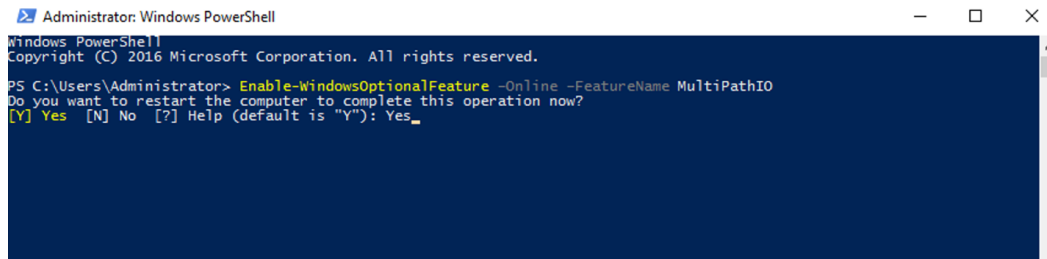 Administrator: Windows PowerShell
Windows PowerShell
Copyright (C) 2016 Microsoft Corporation. All rights reserved.
PS C:\Users\Administrator> Enable-WindowsOptionalFeature -Online -FeatureName MultiPathIO
Do you want to restart the computer to complete this operation now?
[Y] Yes  [N] No  [?] Help (default is "Y"): Yes